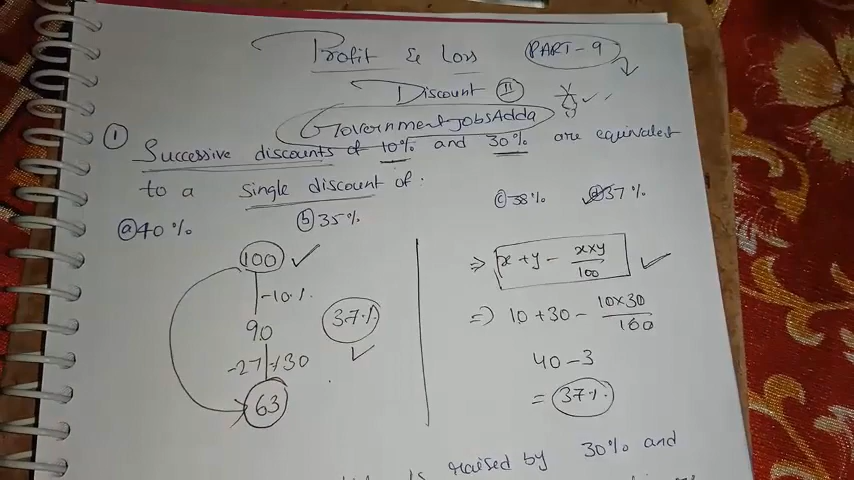 Profit & Loss PART-9
Discount II
GovernmentJobsAdda
① Successive discounts of 10% and 30% are equivalent
to a single discount of.
ⓐ 40% ⓑ 35% ⓒ 38% ⓓ 37%
100
-10%
90
-27 -30
63
37%
⇒ x + y - x×y/100
⇒ 10 + 30 - 10×30/100
40 - 3
= 37%
is raised by 30% and